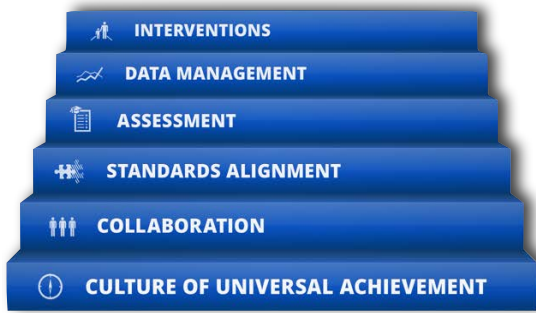 INTERVENTIONS
DATA MANAGEMENT
ASSESSMENT
STANDARDS ALIGNMENT
COLLABORATION
CULTURE OF UNIVERSAL ACHIEVEMENT